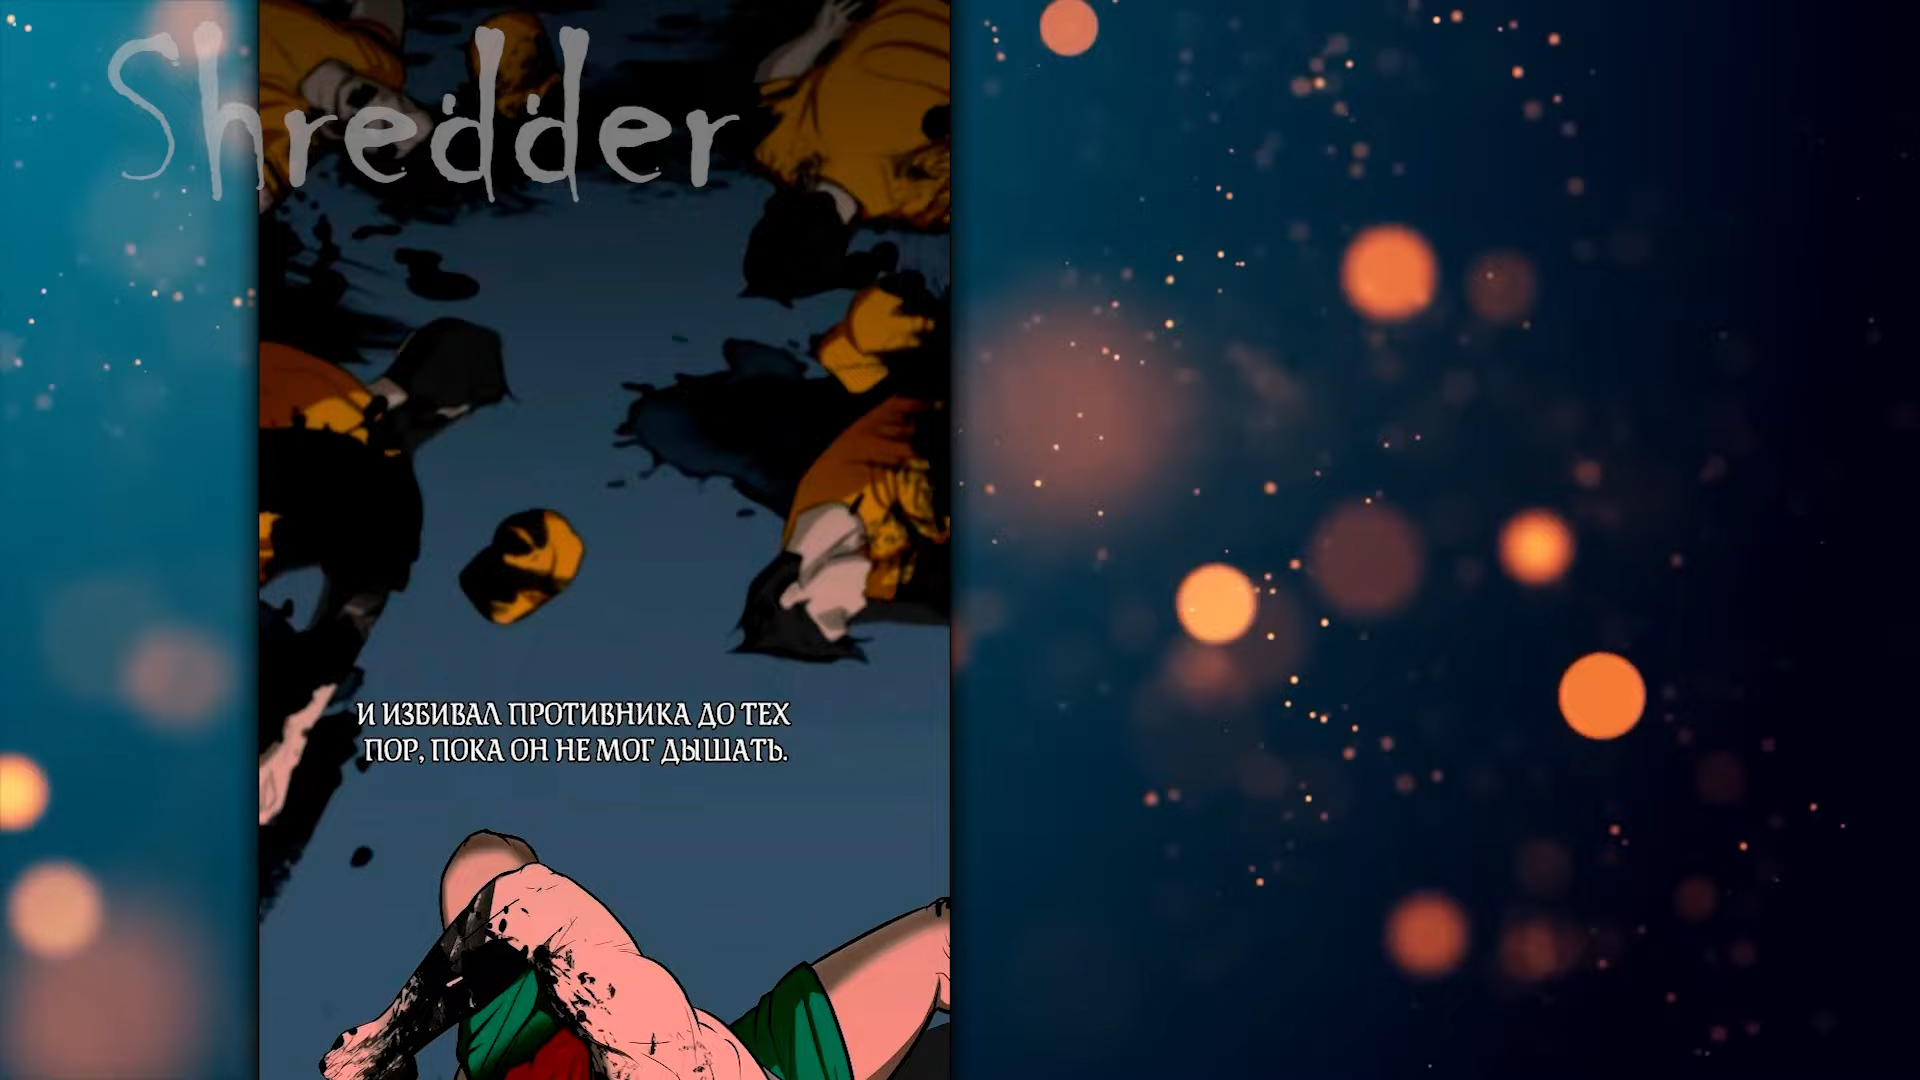 Shredder
И ИЗБИВАЛ ПРОТИВНИКА ДО ТЕХ
ПОР, ПОКА ОН НЕ МОГ ДЫШАТЬ.